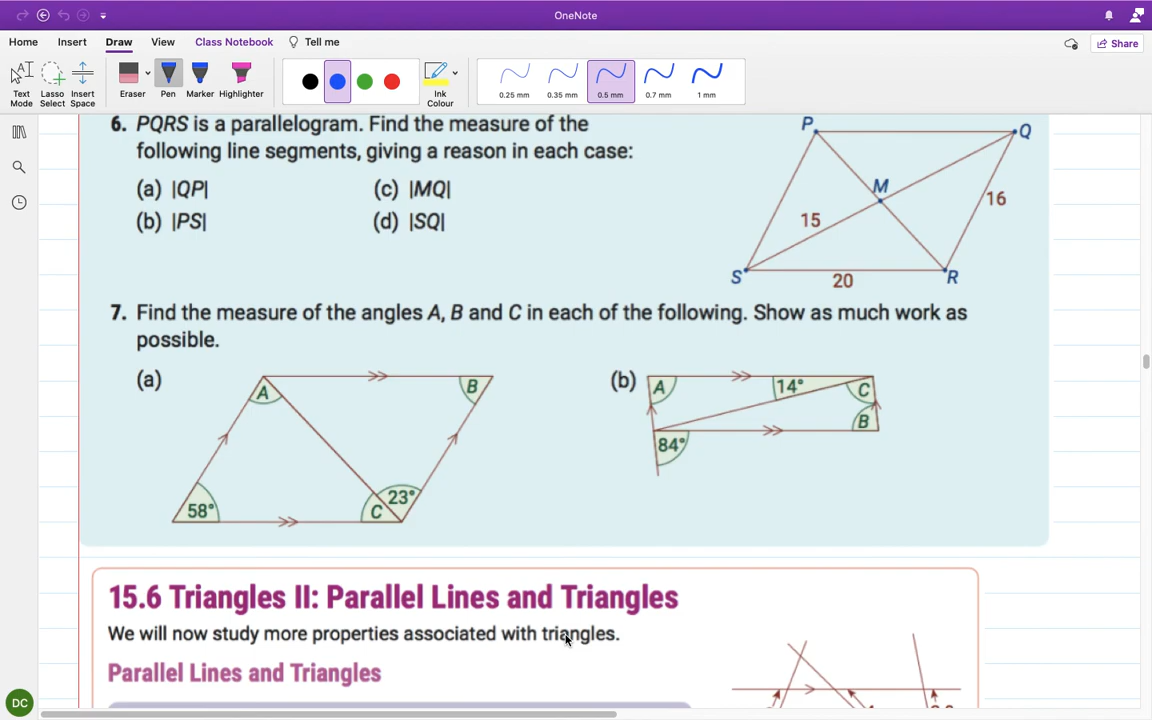 OneNote
Home Insert Draw View Class Notebook Tell me Share
Text Mode
Lasso Select
Insert Space
Eraser
Pen
Marker
Highlighter
Ink Colour
0.25 mm
0.35 mm
0.5 mm
0.7 mm
1 mm
6. PQRS is a parallelogram. Find the measure of the
following line segments, giving a reason in each case:
(a) |QP| (c) |MQ|
(b) |PS| (d) |SQ|
P Q
M
16
15
S R
20
7. Find the measure of the angles A, B and C in each of the following. Show as much work as
possible.
(a)
A B
23°
58° C
(b)
A 14° C
B
84°
15.6 Triangles II: Parallel Lines and Triangles
We will now study more properties associated with triangles.
Parallel Lines and Triangles
DC